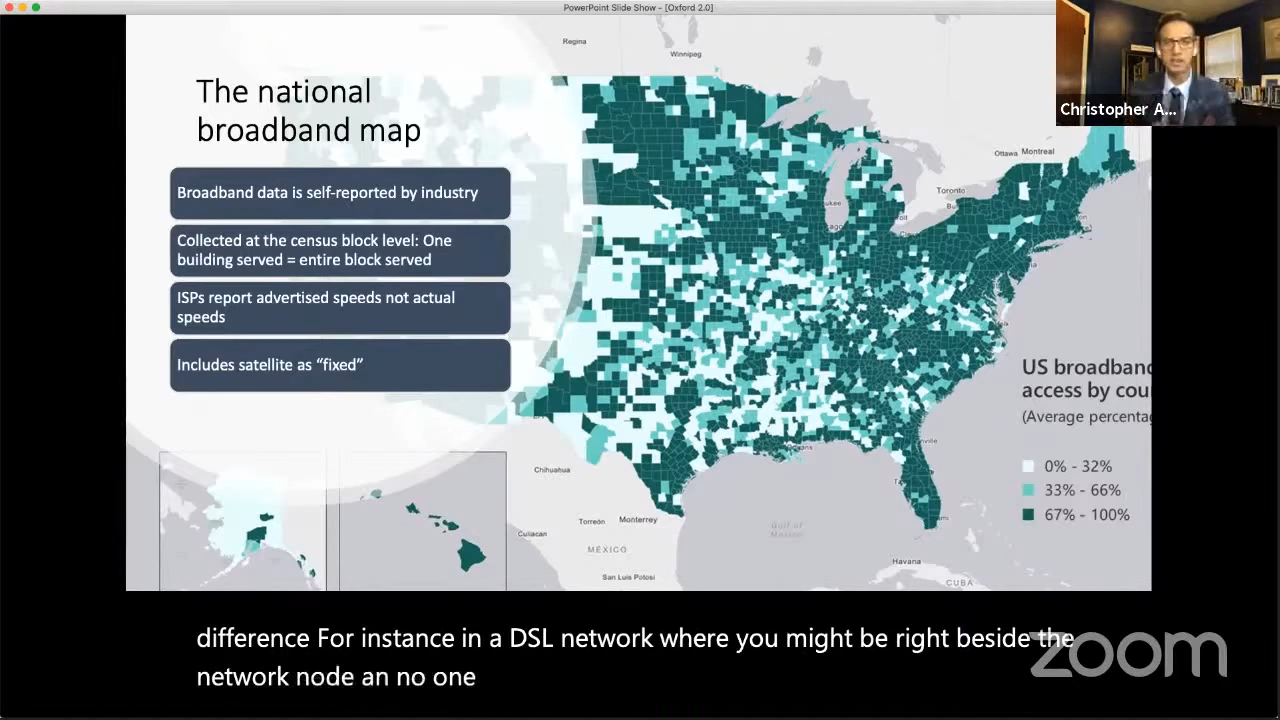 PowerPoint Slide Show - [Oxford 2.0]
Christopher A...
The national
broadband map
Broadband data is self-reported by industry
Collected at the census block level: One
building served = entire block served
ISPs report advertised speeds not actual
speeds
Includes satellite as “fixed”
Regina
Winnipeg
Ottawa
Montreal
Toronto
US broadband
access by cou
(Average percentag
0% - 32%
33% - 66%
67% - 100%
Chihuahua
Culiacan
Torreón
Monterrey
MÉXICO
San Luis Potosi
Gulf of
Mexico
Havana
CUBA
difference For instance in a DSL network where you might be right beside the
network node an no one
zoom